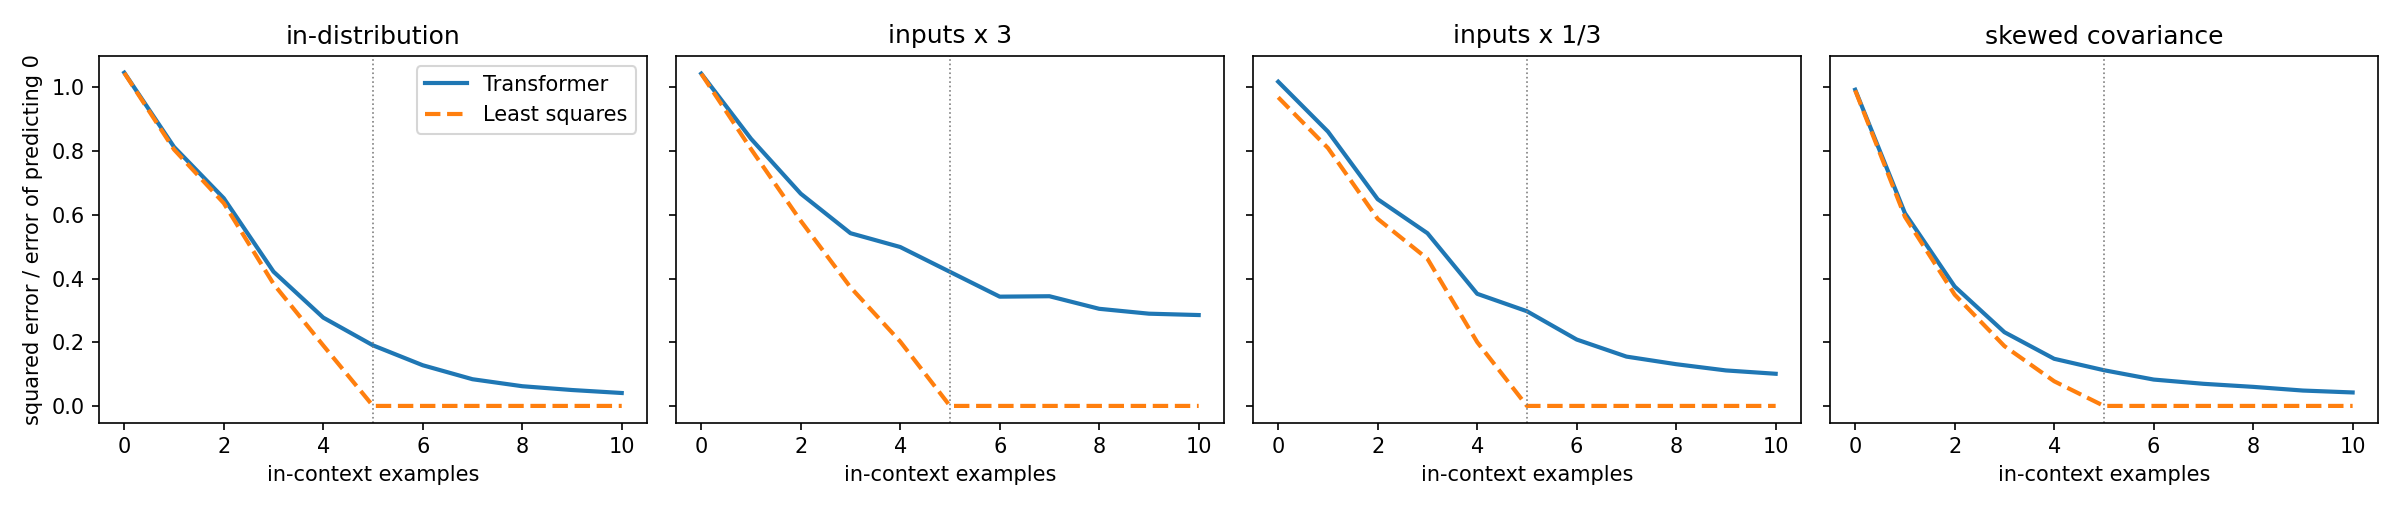 in-distribution
inputs x 3
inputs x 1/3
skewed covariance
squared error / error of predicting 0
1.0
0.8
0.6
0.4
0.2
0.0
Transformer
Least squares
0 2 4 6 8 10
0 2 4 6 8 10
0 2 4 6 8 10
0 2 4 6 8 10
in-context examples
in-context examples
in-context examples
in-context examples